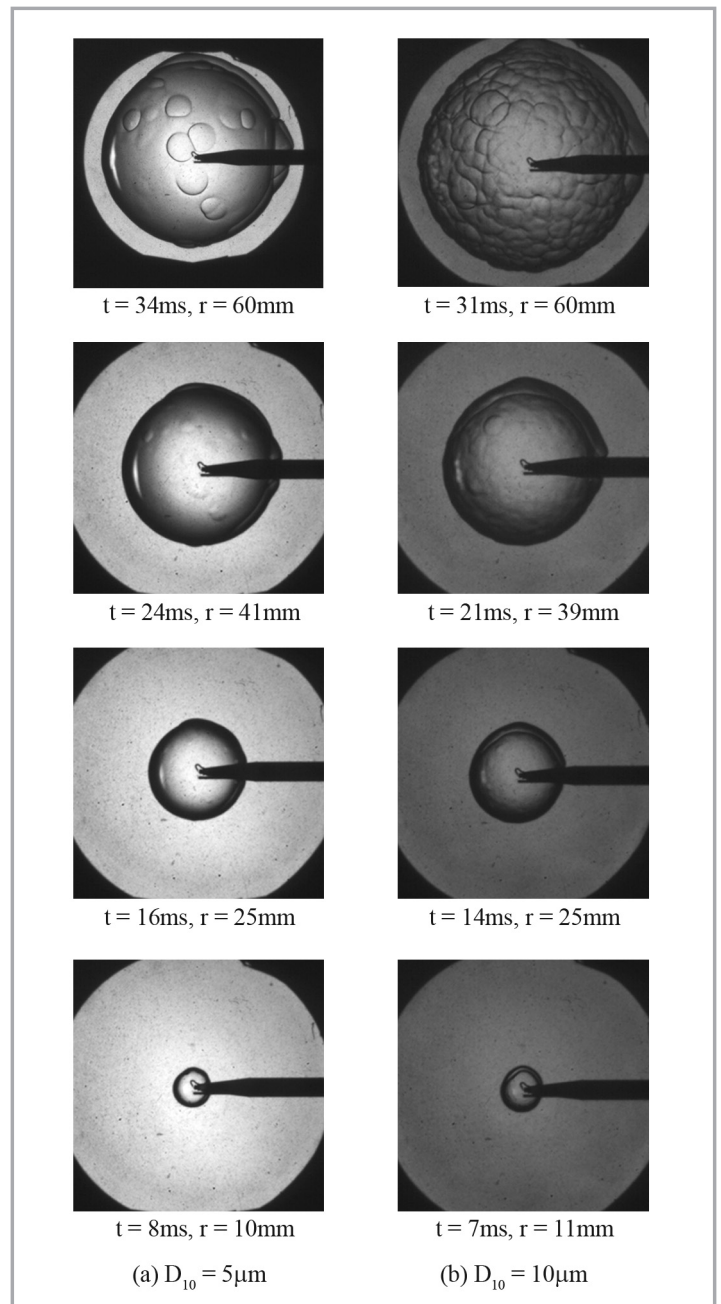 t = 34ms, r = 60mm
t = 31ms, r = 60mm
t = 24ms, r = 41mm
t = 21ms, r = 39mm
t = 16ms, r = 25mm
t = 14ms, r = 25mm
t = 8ms, r = 10mm
t = 7ms, r = 11mm
(a) D₁₀ = 5μm
(b) D₁₀ = 10μm